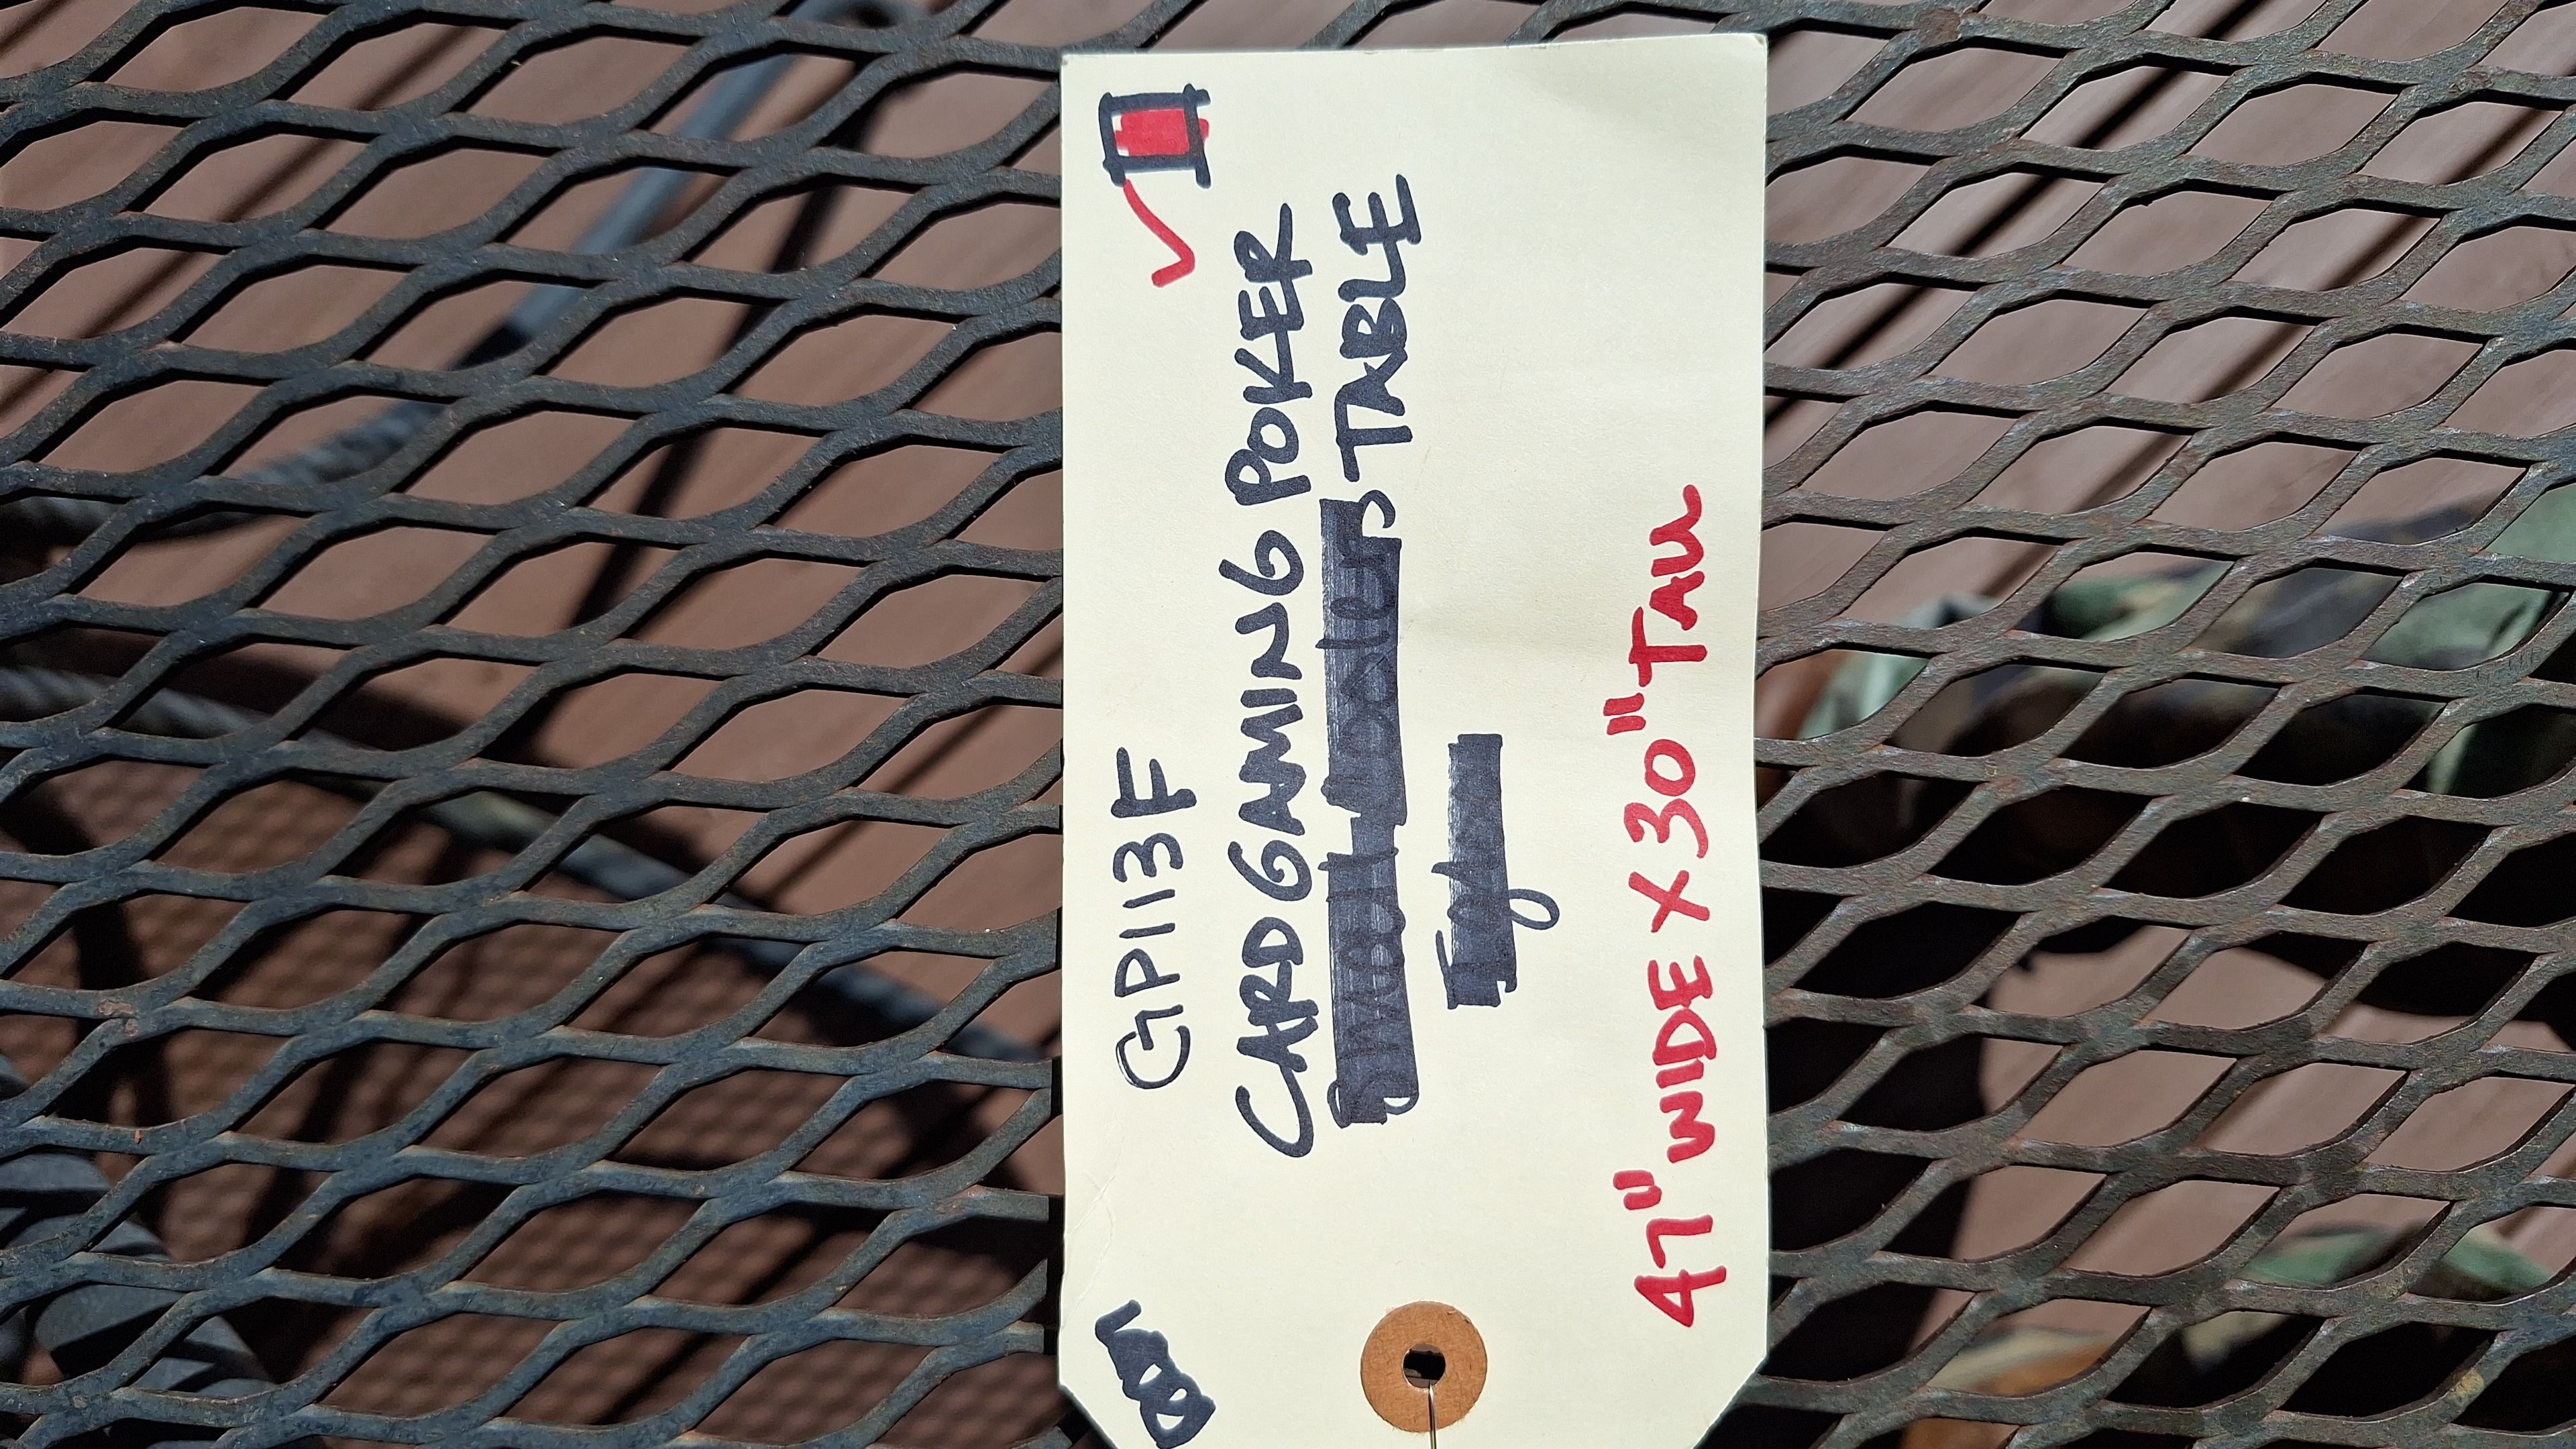 GP113F
CARD GAMING POKER
TABLE
47" WIDE X 30" TALL